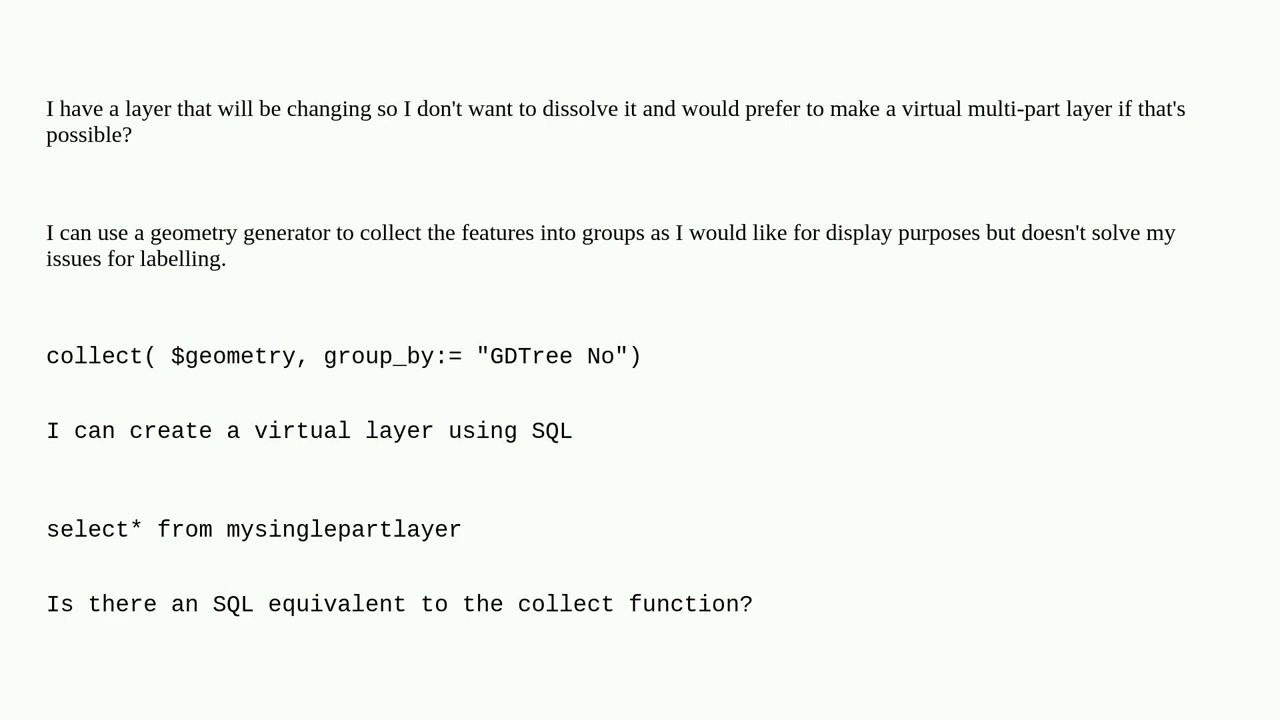 I have a layer that will be changing so I don't want to dissolve it and would prefer to make a virtual multi-part layer if that's
possible?
I can use a geometry generator to collect the features into groups as I would like for display purposes but doesn't solve my
issues for labelling.
collect( $geometry, group_by:= "GDTree No")
I can create a virtual layer using SQL
select* from mysinglepartlayer
Is there an SQL equivalent to the collect function?